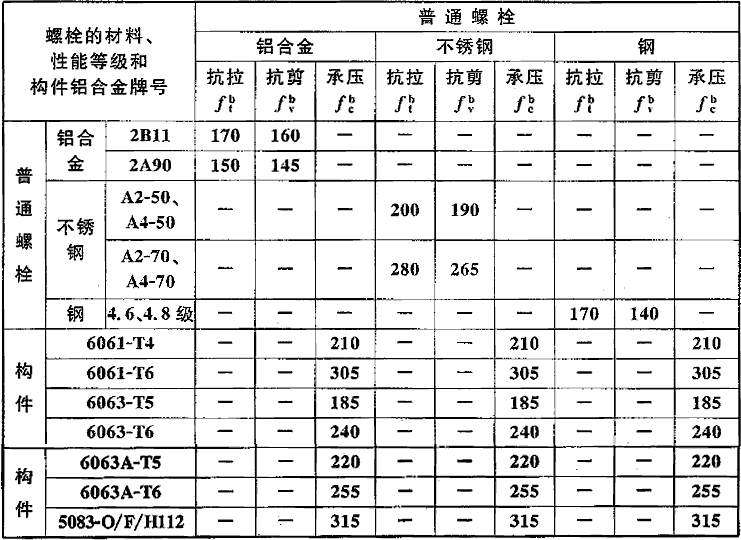 螺栓的材料、
性能等级和
构件铝合金牌号
普通螺栓
铝合金 不锈钢 钢
抗拉 抗剪 承压 抗拉 抗剪 承压 抗拉 抗剪 承压
f_t^b f_v^b f_c^b f_t^b f_v^b f_c^b f_t^b f_v^b f_c^b
普通螺栓 铝合金 2B11 170 160 — — — — — — —
2A90 150 145 — — — — — — —
不锈钢 A2-50、
A4-50 — — — 200 190 — — — —
A2-70、
A4-70 — — — 280 265 — — — —
钢 4.6、4.8级 — — — — — — 170 140 —
构件 6061-T4 — — 210 — — 210 — — 210
6061-T6 — — 305 — — 305 — — 305
6063-T5 — — 185 — — 185 — — 185
6063-T6 — — 240 — — 240 — — 240
构件 6063A-T5 — — 220 — — 220 — — 220
6063A-T6 — — 255 — — 255 — — 255
5083-O/F/H112 — — 315 — — 315 — — 315